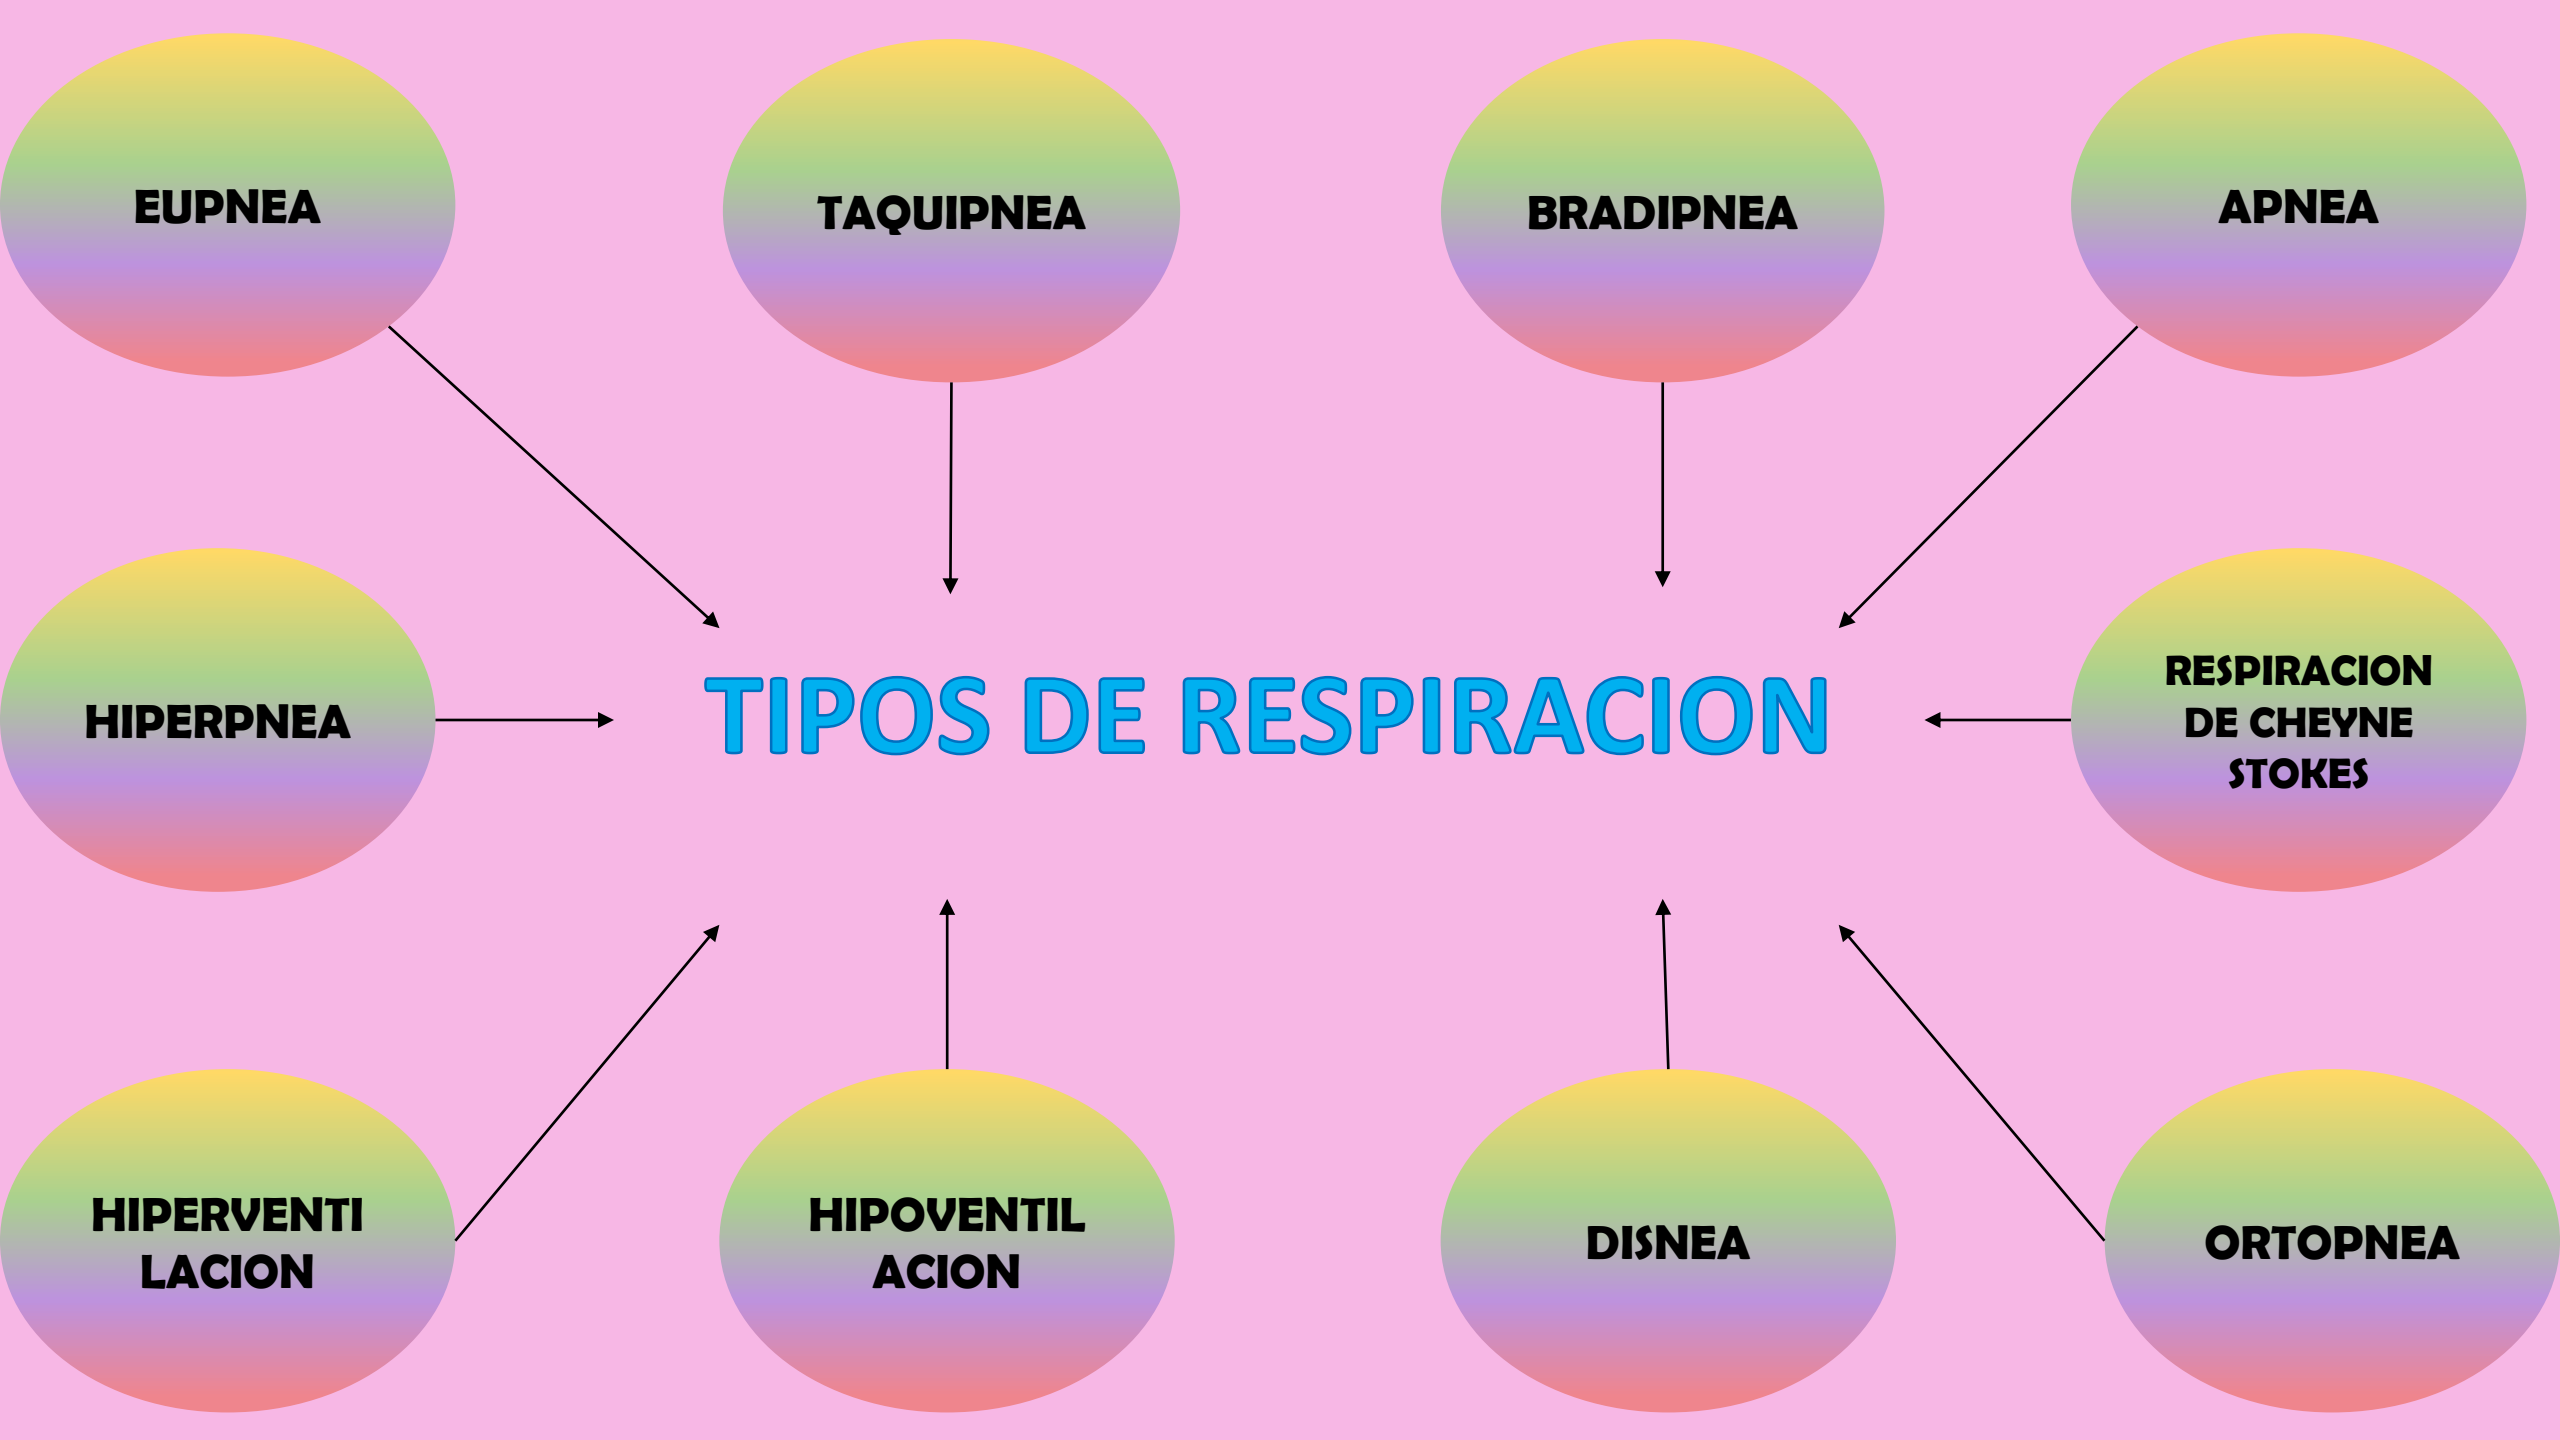 EUPNEA
TAQUIPNEA
BRADIPNEA
APNEA
HIPERPNEA
TIPOS DE RESPIRACION
RESPIRACION
DE CHEYNE
STOKES
HIPERVENTI
LACION
HIPOVENTIL
ACION
DISNEA
ORTOPNEA